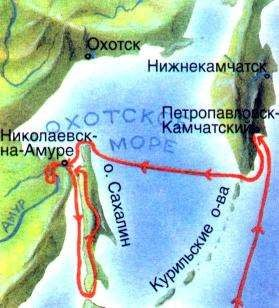 Охотск
Нижнекамчатск
ОХОТСКО
МОРЕ
Петропавловск-
Камчатский
Николаевск-
на-Амуре
Амур
о. Сахалин
Курильские о-ва